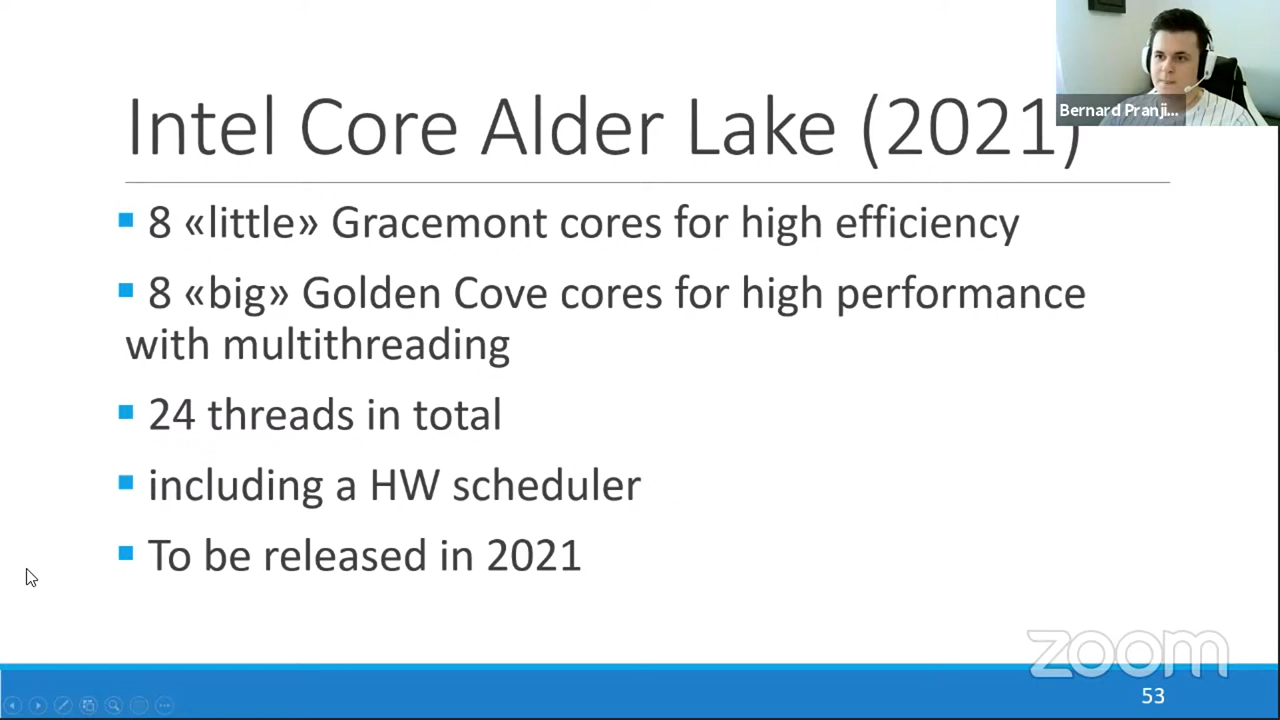 Intel Core Alder Lake (2021)
Bernard Pranji...
▪ 8 «little» Gracemont cores for high efficiency
▪ 8 «big» Golden Cove cores for high performance
with multithreading
▪ 24 threads in total
▪ including a HW scheduler
▪ To be released in 2021
zoom
53